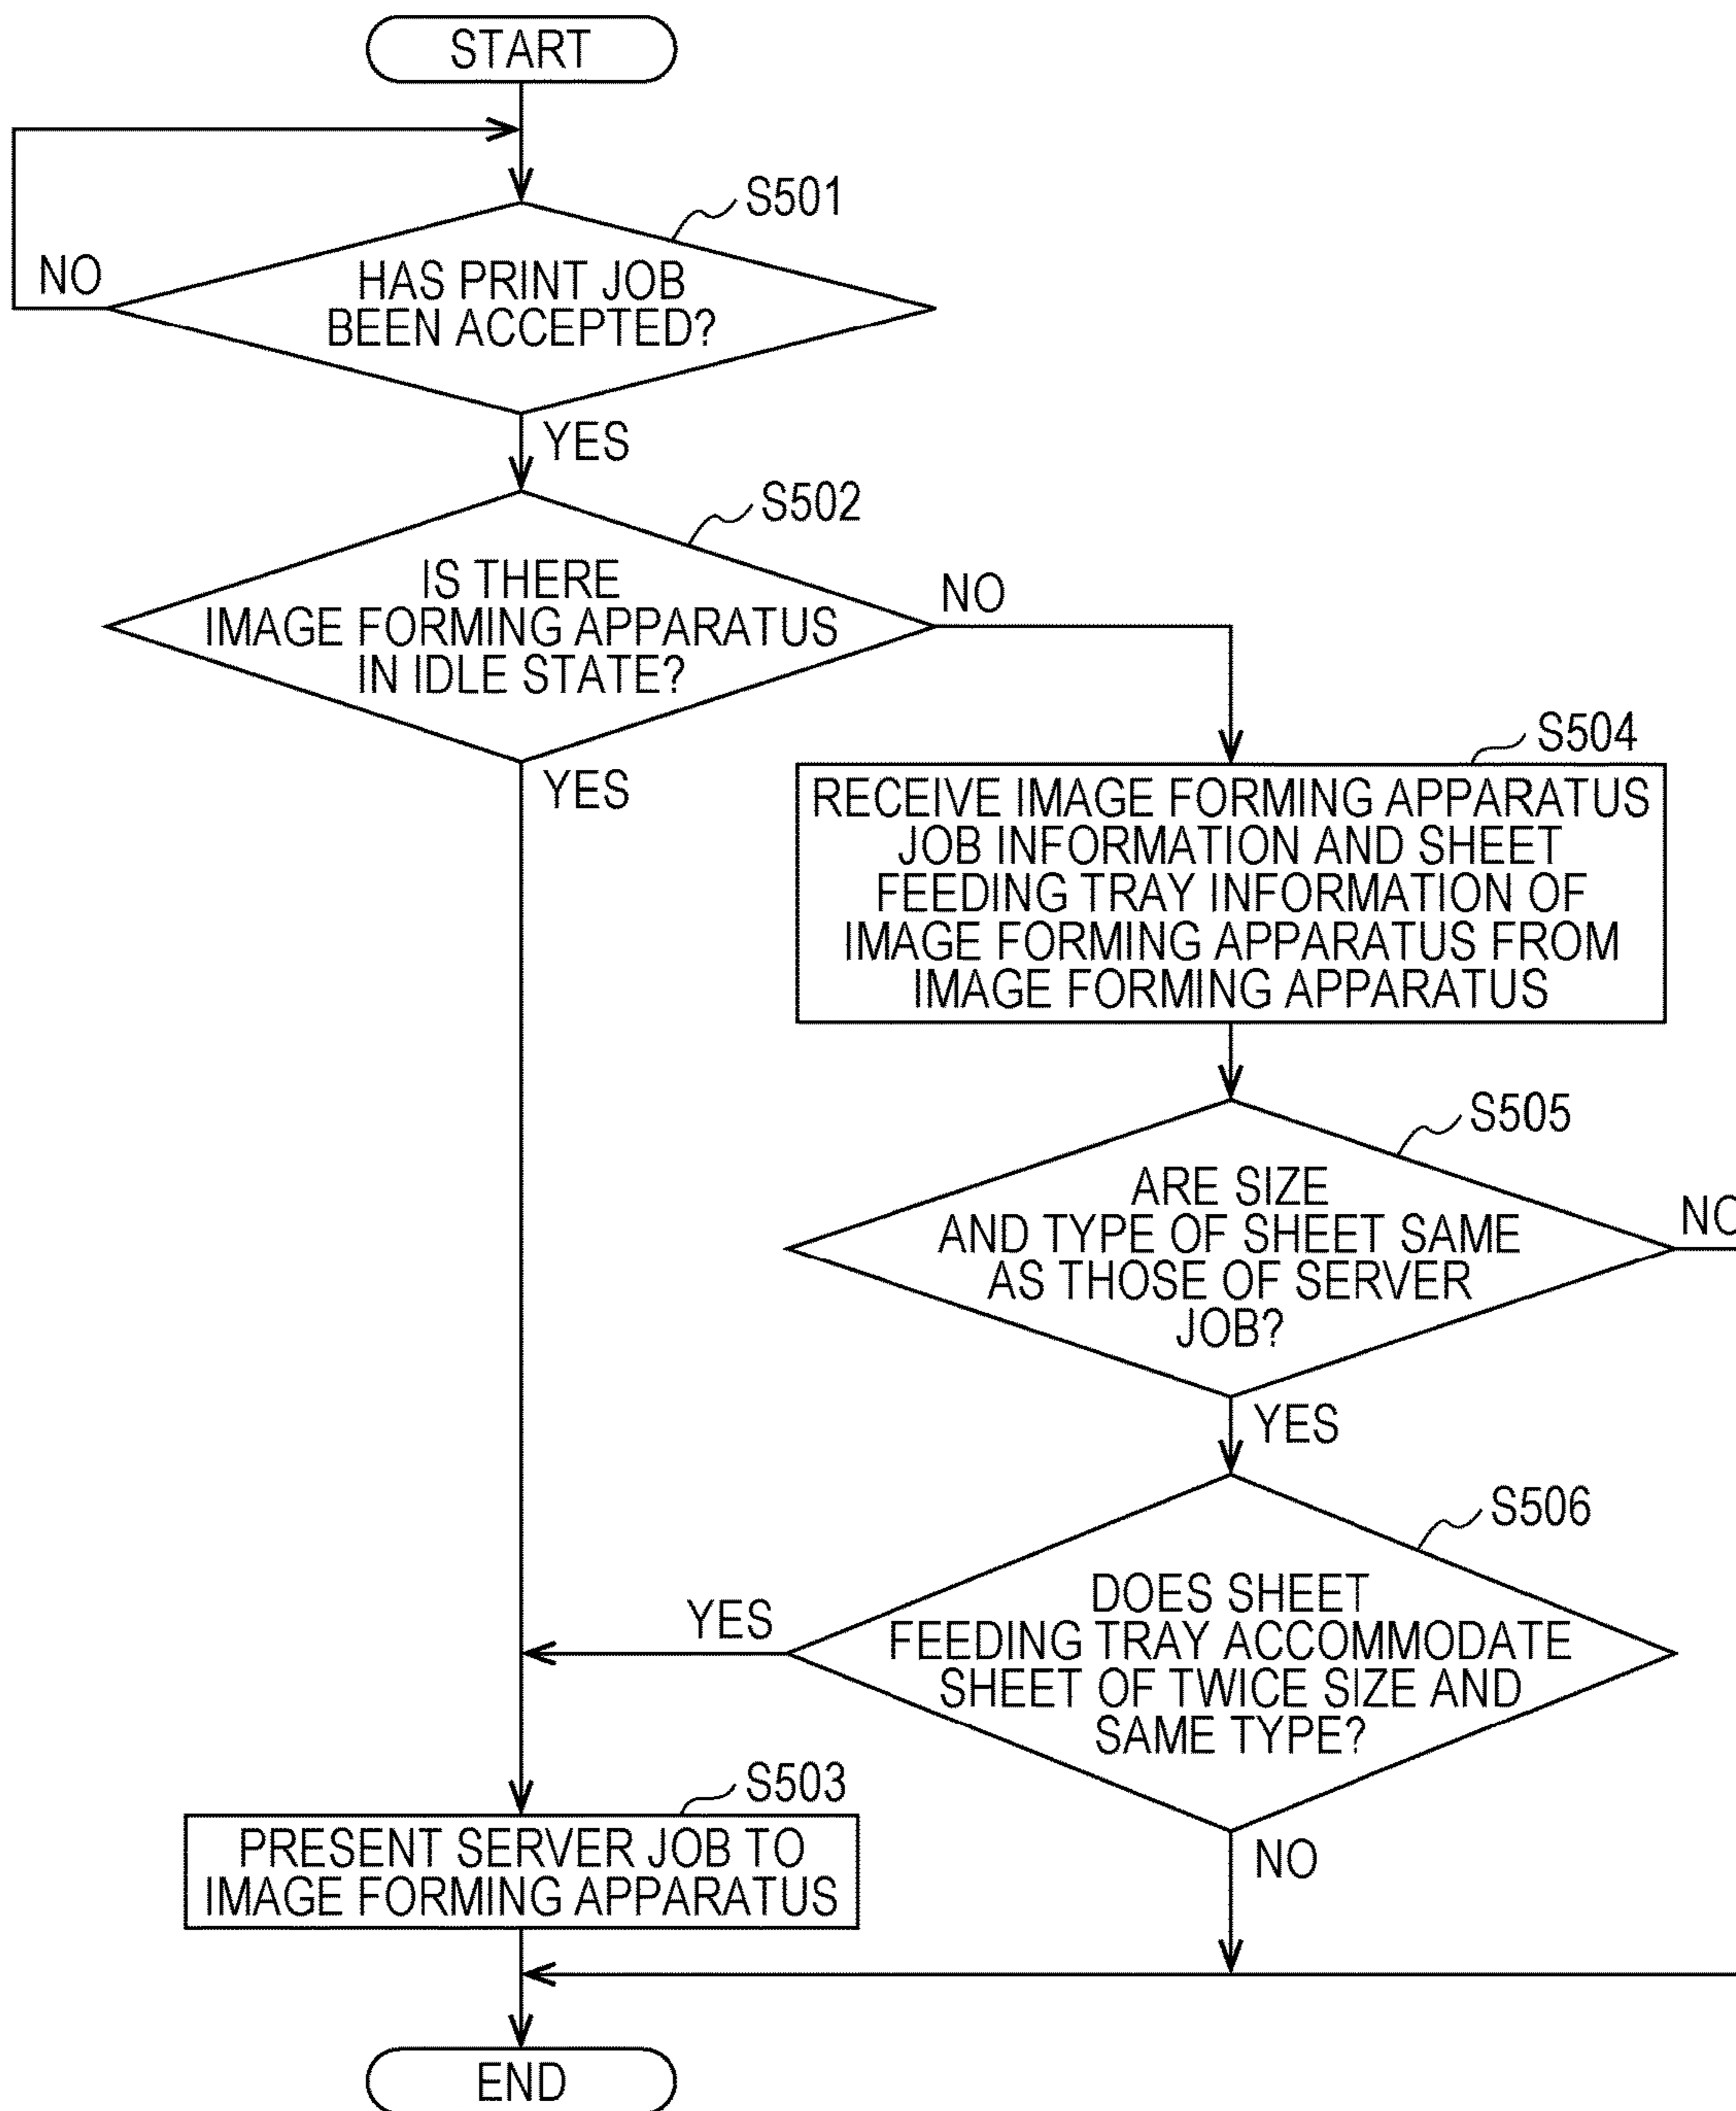 START
S501
NO
HAS PRINT JOB
BEEN ACCEPTED?
YES
S502
IS THERE
IMAGE FORMING APPARATUS
IN IDLE STATE?
NO
YES
S504
RECEIVE IMAGE FORMING APPARATUS
JOB INFORMATION AND SHEET
FEEDING TRAY INFORMATION OF
IMAGE FORMING APPARATUS FROM
IMAGE FORMING APPARATUS
S505
ARE SIZE
AND TYPE OF SHEET SAME
AS THOSE OF SERVER
JOB?
NO
YES
S506
DOES SHEET
FEEDING TRAY ACCOMMODATE
SHEET OF TWICE SIZE AND
SAME TYPE?
YES
NO
S503
PRESENT SERVER JOB TO
IMAGE FORMING APPARATUS
END